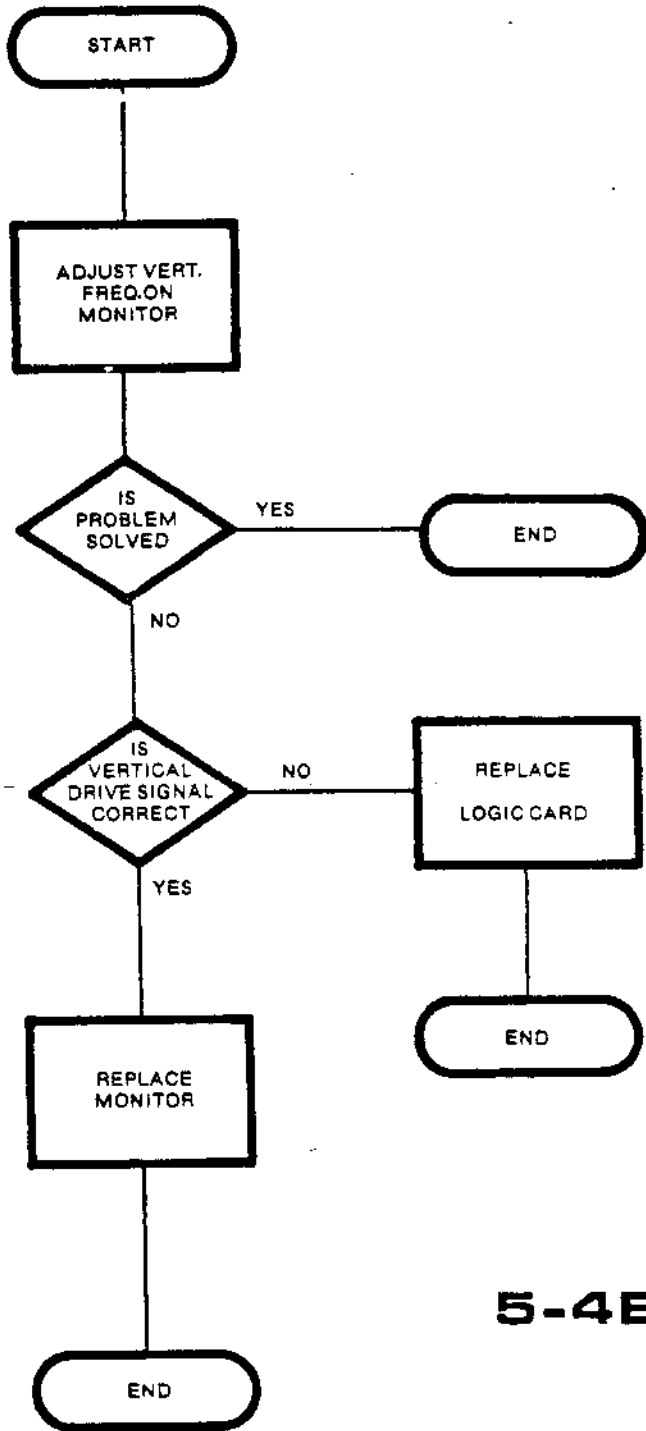 START
ADJUST VERT.
FREQ.ON
MONITOR
IS
PROBLEM
SOLVED
YES
END
NO
IS
VERTICAL
DRIVE SIGNAL
CORRECT
NO
REPLACE
LOGIC CARD
YES
END
REPLACE
MONITOR
5-4E
END